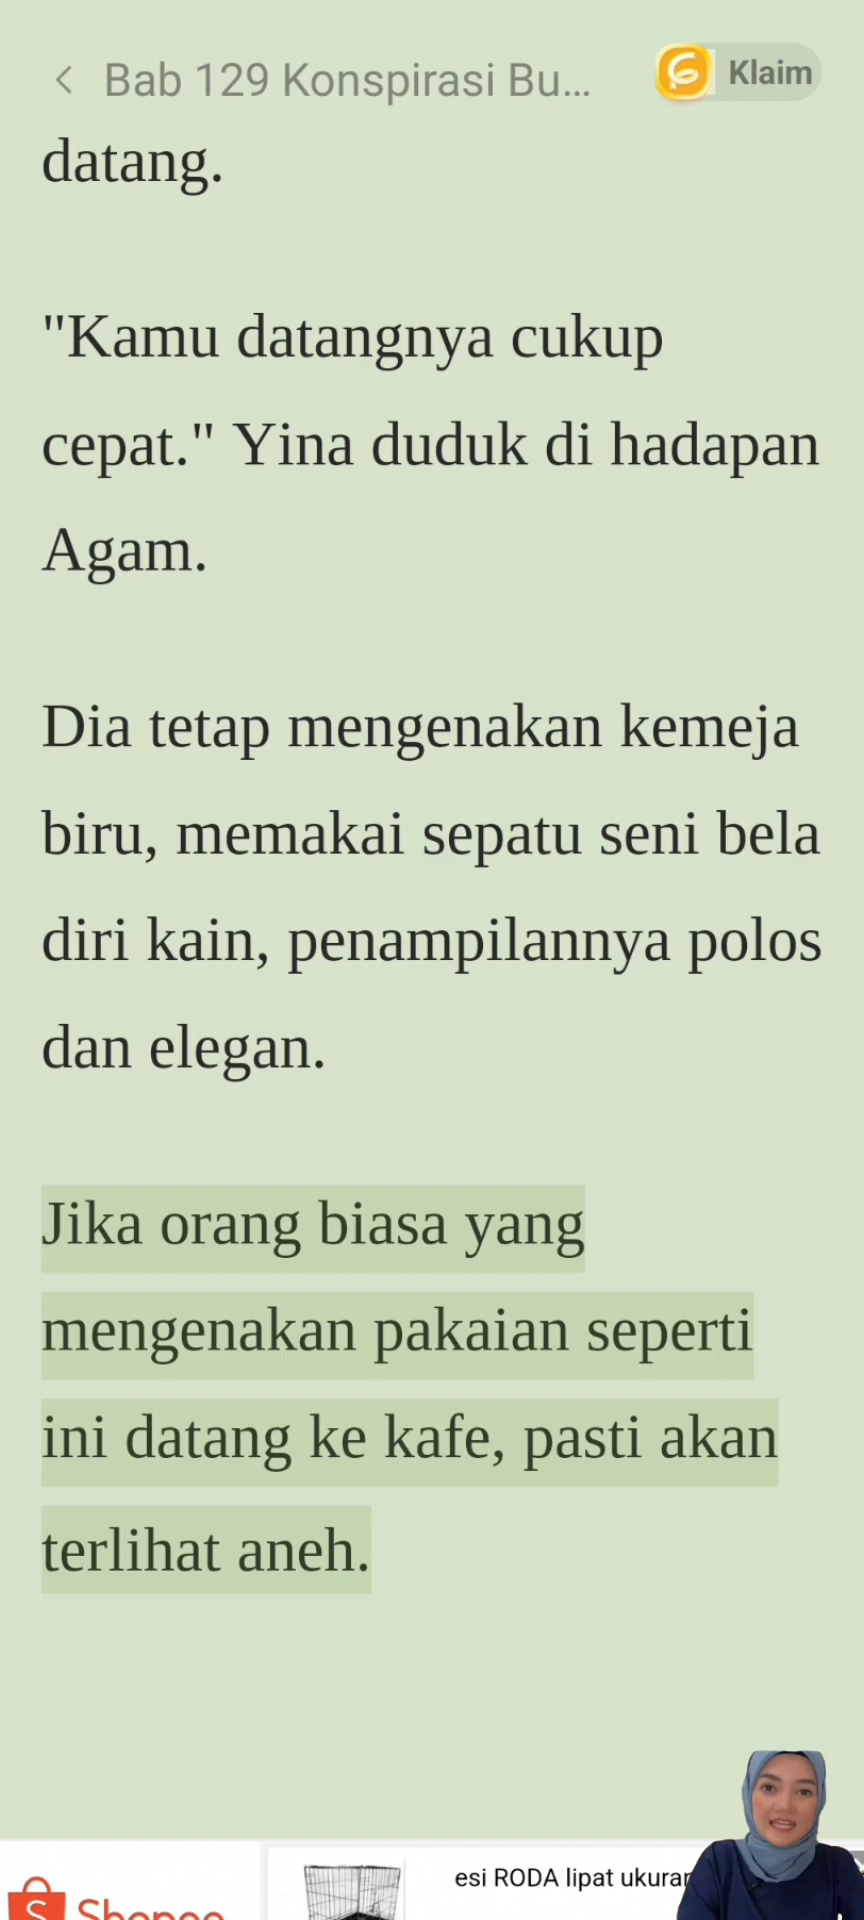 Bab 129 Konspirasi Bu...
Klaim
datang.
"Kamu datangnya cukup
cepat." Yina duduk di hadapan
Agam.
Dia tetap mengenakan kemeja
biru, memakai sepatu seni bela
diri kain, penampilannya polos
dan elegan.
Jika orang biasa yang
mengenakan pakaian seperti
ini datang ke kafe, pasti akan
terlihat aneh.
esi RODA lipat ukuran
Shopee